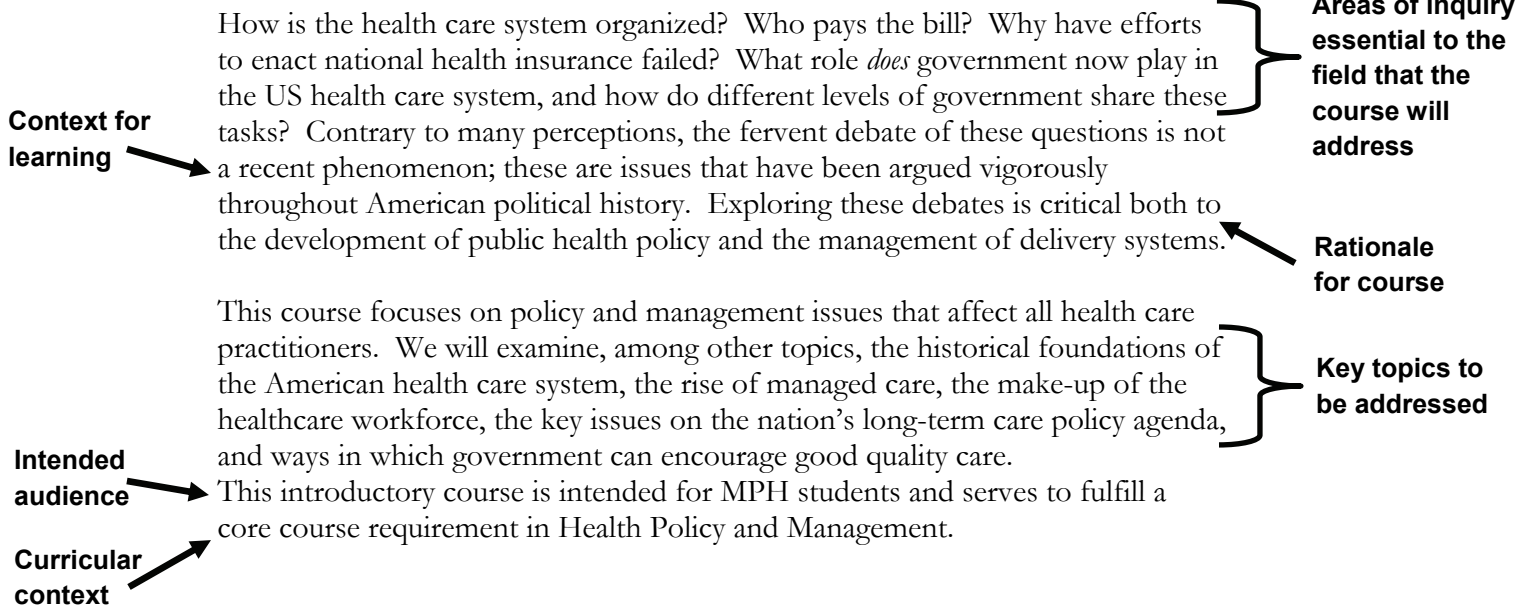 Areas of inquiry
essential to the
field that the
course will
address
How is the health care system organized?  Who pays the bill?  Why have efforts
to enact national health insurance failed?  What role does government now play in
the US health care system, and how do different levels of government share these
tasks?  Contrary to many perceptions, the fervent debate of these questions is not
a recent phenomenon; these are issues that have been argued vigorously
throughout American political history.  Exploring these debates is critical both to
the development of public health policy and the management of delivery systems.
Context for
learning
Rationale
for course
This course focuses on policy and management issues that affect all health care
practitioners.  We will examine, among other topics, the historical foundations of
the American health care system, the rise of managed care, the make-up of the
healthcare workforce, the key issues on the nation’s long-term care policy agenda,
and ways in which government can encourage good quality care.
Key topics to
be addressed
Intended
audience
This introductory course is intended for MPH students and serves to fulfill a
core course requirement in Health Policy and Management.
Curricular
context